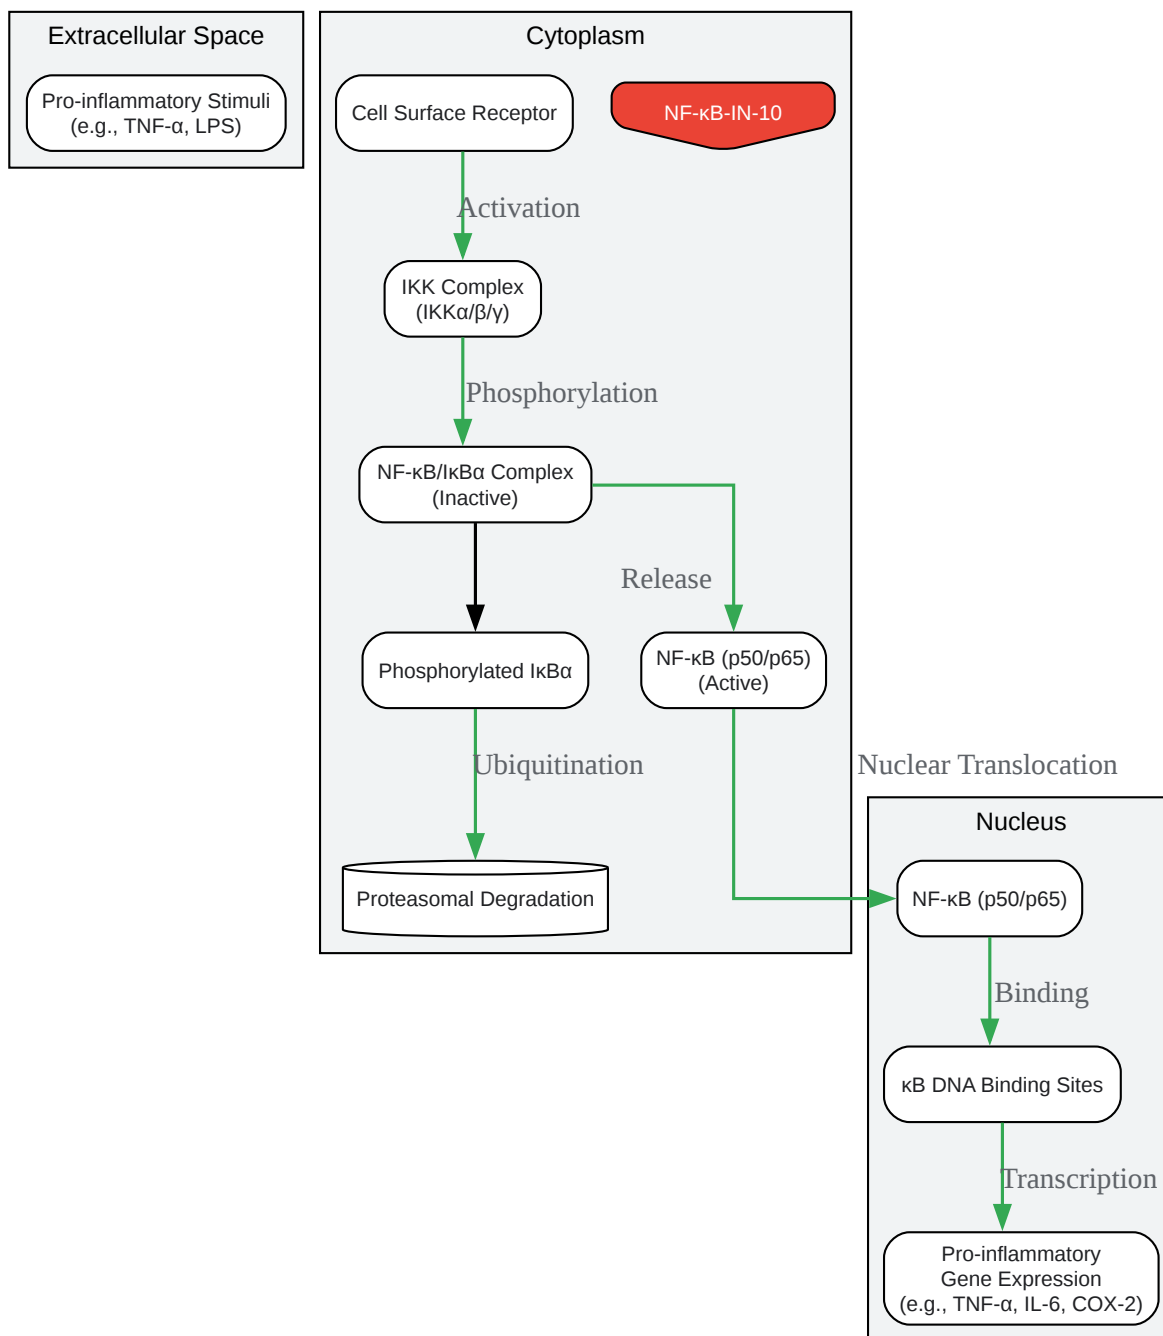 Extracellular Space
Pro-inflammatory Stimuli
(e.g., TNF-α, LPS)
Cytoplasm
Cell Surface Receptor
NF-κB-IN-10
Activation
IKK Complex
(IKKα/β/γ)
Phosphorylation
NF-κB/IκBα Complex
(Inactive)
Release
Phosphorylated IκBα
NF-κB (p50/p65)
(Active)
Ubiquitination
Nuclear Translocation
Proteasomal Degradation
Nucleus
NF-κB (p50/p65)
Binding
κB DNA Binding Sites
Transcription
Pro-inflammatory
Gene Expression
(e.g., TNF-α, IL-6, COX-2)